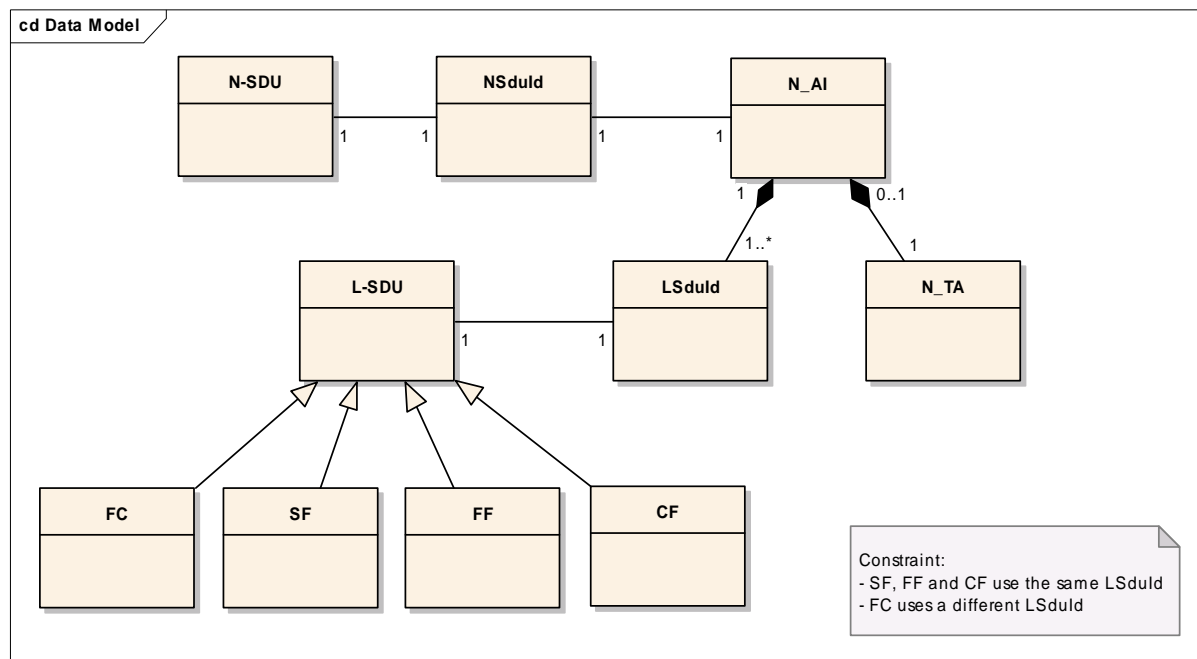 cd Data Model
N-SDU
NSduId
N_AI
1
1
1
1
1
0..1
1..*
1
L-SDU
LSduId
N_TA
1
1
FC
SF
FF
CF
Constraint:
- SF, FF and CF use the same LSduId
- FC uses a different LSduId